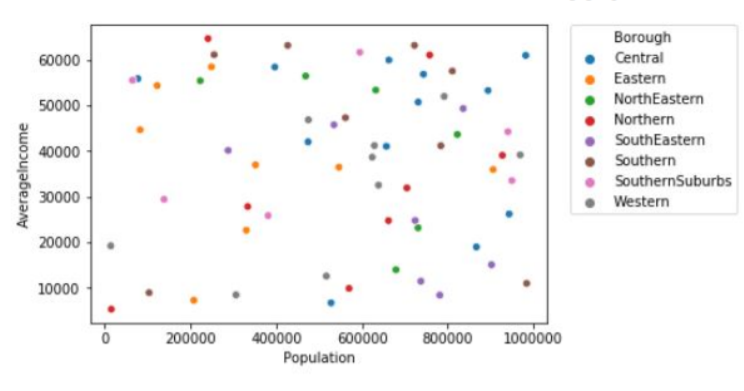 60000
50000
40000
30000
20000
10000
AverageIncome
0 200000 400000 600000 800000 1000000
Population
Borough
Central
Eastern
NorthEastern
Northern
SouthEastern
Southern
SouthernSuburbs
Western